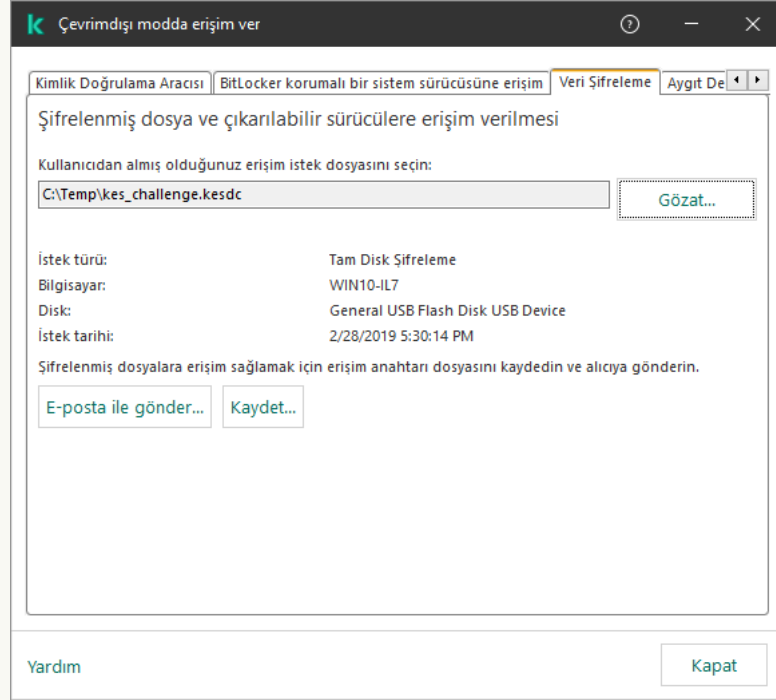 Çevrimdışı modda erişim ver
Kimlik Doğrulama Aracısı BitLocker korumalı bir sistem sürücüsüne erişim Veri Şifreleme Aygıt De
Şifrelenmiş dosya ve çıkarılabilir sürücülere erişim verilmesi
Kullanıcıdan almış olduğunuz erişim istek dosyasını seçin:
C:\Temp\kes_challenge.kesdc Gözat...
İstek türü: Tam Disk Şifreleme
Bilgisayar: WIN10-IL7
Disk: General USB Flash Disk USB Device
İstek tarihi: 2/28/2019 5:30:14 PM
Şifrelenmiş dosyalara erişim sağlamak için erişim anahtarı dosyasını kaydedin ve alıcıya gönderin.
E-posta ile gönder... Kaydet...
Yardım Kapat